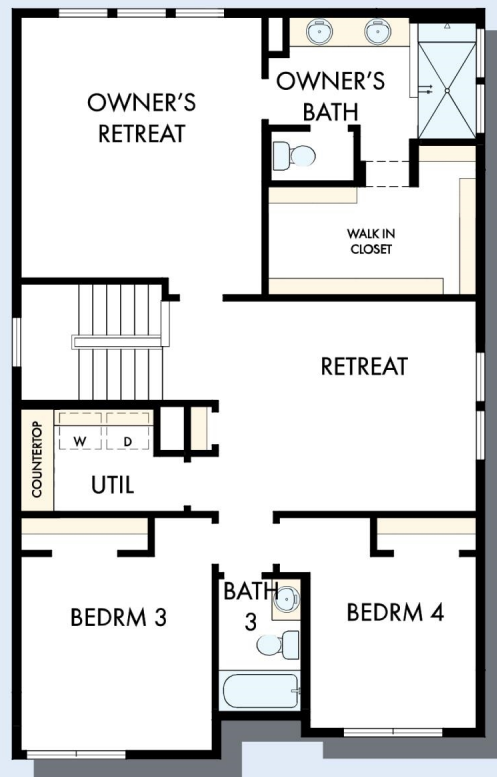 OWNER'S
RETREAT
OWNER'S
BATH
WALK IN
CLOSET
RETREAT
COUNTERTOP
W
D
UTIL
BEDRM 3
BATH
3
BEDRM 4